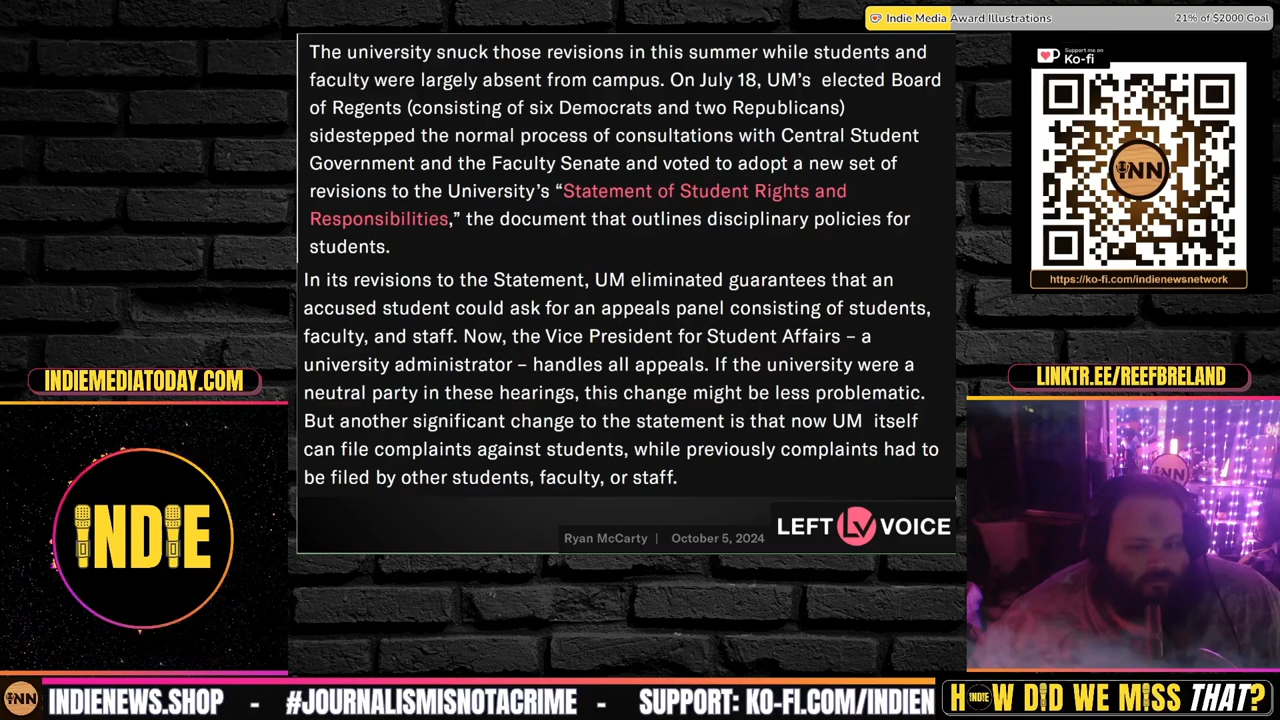 Indie Media Award Illustrations
21% of $2000 Goal
The university snuck those revisions in this summer while students and
faculty were largely absent from campus. On July 18, UM’s elected Board
of Regents (consisting of six Democrats and two Republicans)
sidestepped the normal process of consultations with Central Student
Government and the Faculty Senate and voted to adopt a new set of
revisions to the University’s “Statement of Student Rights and
Responsibilities,” the document that outlines disciplinary policies for
students.
In its revisions to the Statement, UM eliminated guarantees that an
accused student could ask for an appeals panel consisting of students,
faculty, and staff. Now, the Vice President for Student Affairs – a
university administrator – handles all appeals. If the university were a
neutral party in these hearings, this change might be less problematic.
But another significant change to the statement is that now UM itself
can file complaints against students, while previously complaints had to
be filed by other students, faculty, or staff.
Ryan McCarty | October 5, 2024
LEFT LV VOICE
Support me on
Ko-fi
INN
https://ko-fi.com/indienewsnetwork
INDIEMEDIATODAY.COM
LINKTR.EE/REEFBRELAND
INDIE
INN
INN
INDIENEWS.SHOP - #JOURNALISMISNOTACRIME - SUPPORT: KO-FI.COM/INDIEN
HOW DID WE MISS THAT?
INDIE